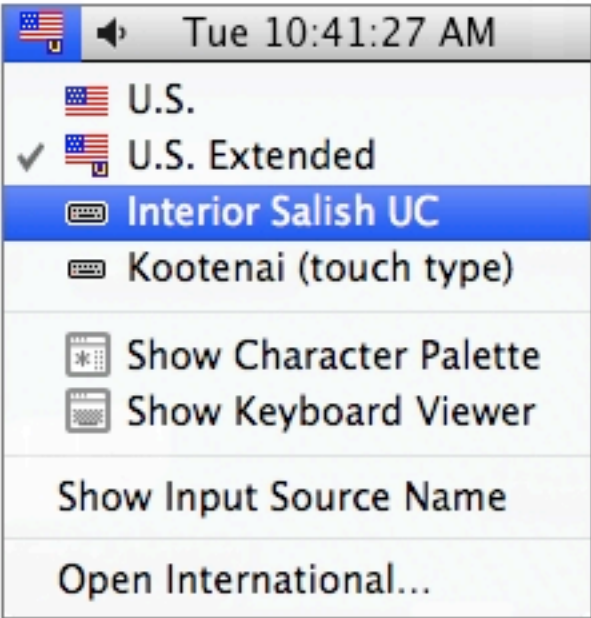 Tue 10:41:27 AM
U.S.
U.S. Extended
Interior Salish UC
Kootenai (touch type)
Show Character Palette
Show Keyboard Viewer
Show Input Source Name
Open International...